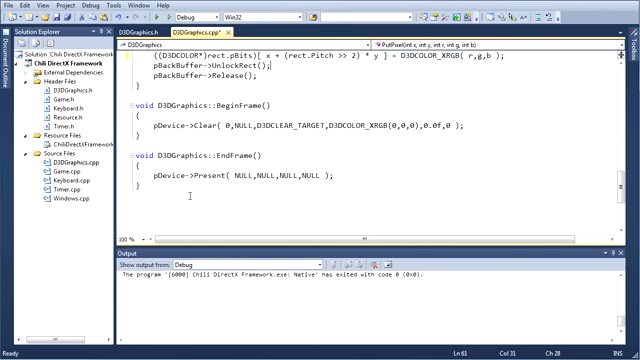 File Edit View Project Build Debug Team Data Tools Test Window Help
Debug Win32
Solution Explorer
Solution 'Chili DirectX Framework'
Chili DirectX Framework
External Dependencies
Header Files
D3DGraphics.h
Game.h
Keyboard.h
Resource.h
Timer.h
Resource Files
ChiliDirectXFramework
Source Files
D3DGraphics.cpp
Game.cpp
Keyboard.cpp
Timer.cpp
Windows.cpp
D3DGraphics.h D3DGraphics.cpp*
D3DGraphics PutPixel(int x, int y, int r, int g, int b)
((D3DCOLOR*)rect.pBits)[ x + (rect.Pitch >> 2) * y ] = D3DCOLOR_XRGB( r,g,b );
pBackBuffer->UnlockRect();
pBackBuffer->Release();
}
void D3DGraphics::BeginFrame()
{
pDevice->Clear( 0,NULL,D3DCLEAR_TARGET,D3DCOLOR_XRGB(0,0,0),0.0f,0 );
}
void D3DGraphics::EndFrame()
{
pDevice->Present( NULL,NULL,NULL,NULL );
}
100 %
Output
Show output from: Debug
The program '[6000] Chili DirectX Framework.exe: Native' has exited with code 0 (0x0).
Ready Ln 61 Col 31 Ch 28 INS
Toolbox